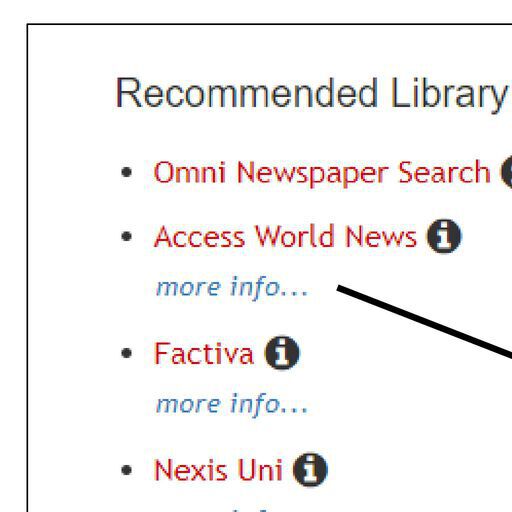 Recommended Library
Omni Newspaper Search
Access World News
more info...
Factiva
more info...
Nexis Uni